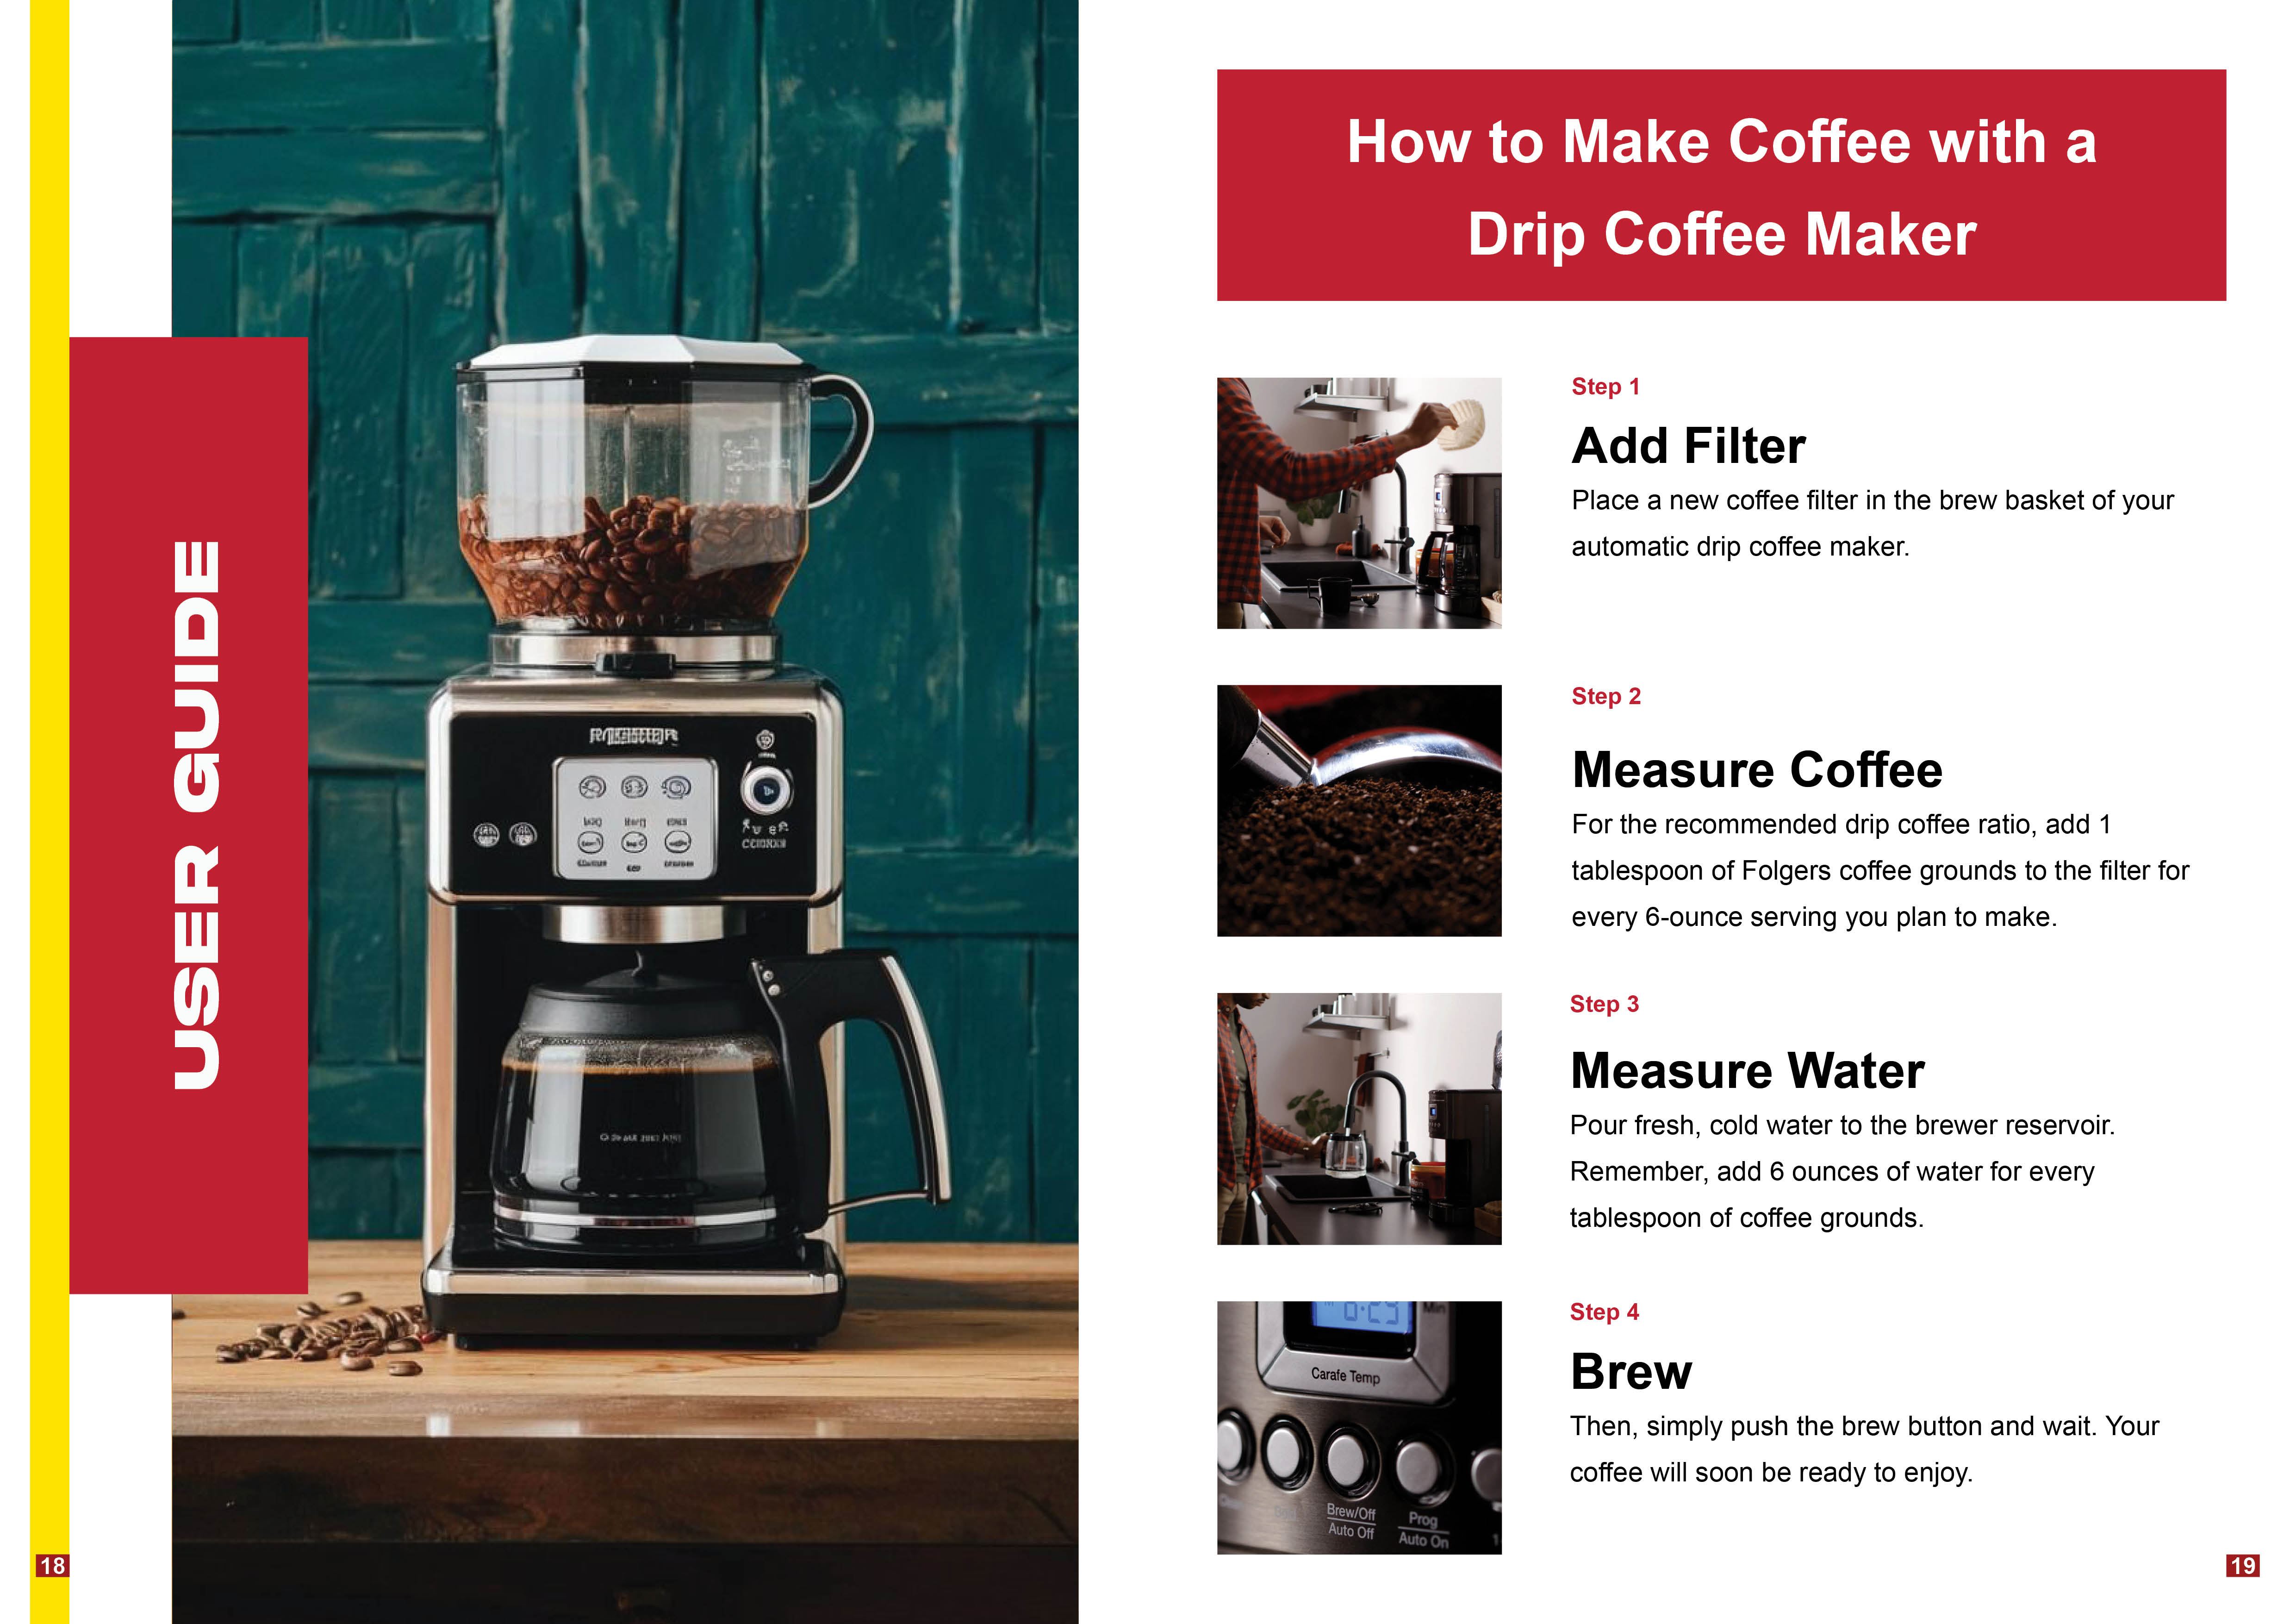 USER GUIDE
18
How to Make Coffee with a
Drip Coffee Maker
Step 1
Add Filter
Place a new coffee filter in the brew basket of your
automatic drip coffee maker.
Step 2
Measure Coffee
For the recommended drip coffee ratio, add 1
tablespoon of Folgers coffee grounds to the filter for
every 6-ounce serving you plan to make.
Step 3
Measure Water
Pour fresh, cold water to the brewer reservoir.
Remember, add 6 ounces of water for every
tablespoon of coffee grounds.
Min
Carafe Temp
Brew/Off
Auto Off
Prog
Auto On
Step 4
Brew
Then, simply push the brew button and wait. Your
coffee will soon be ready to enjoy.
19